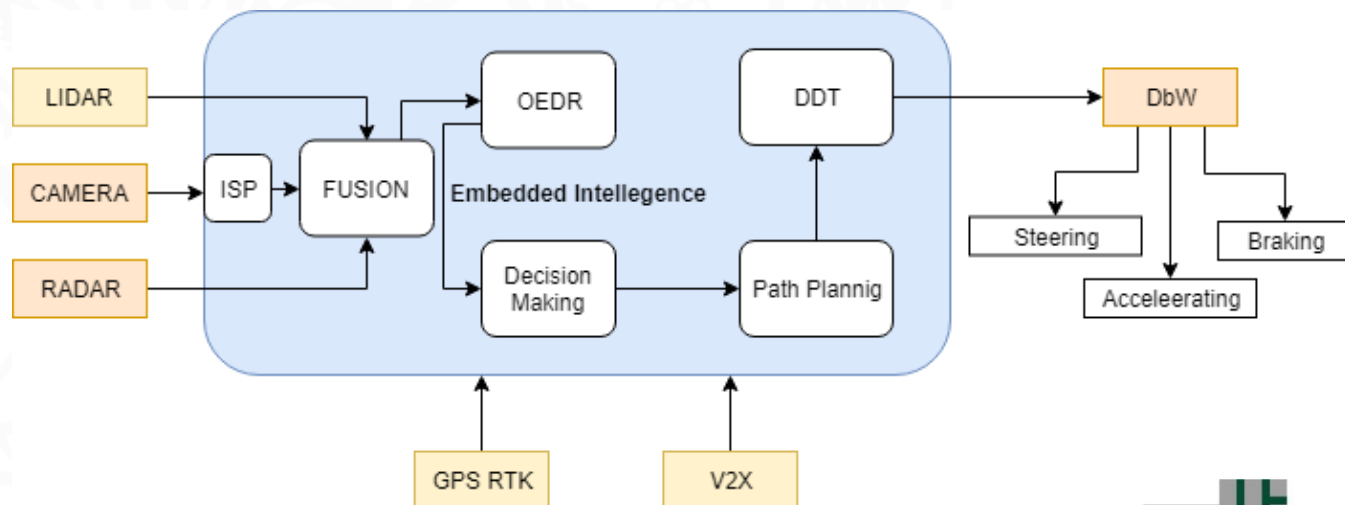 LIDAR
CAMERA
RADAR
ISP
FUSION
OEDR
Embedded Intellegence
Decision
Making
DDT
Path Plannig
DbW
Steering
Acceleerating
Braking
GPS RTK
V2X